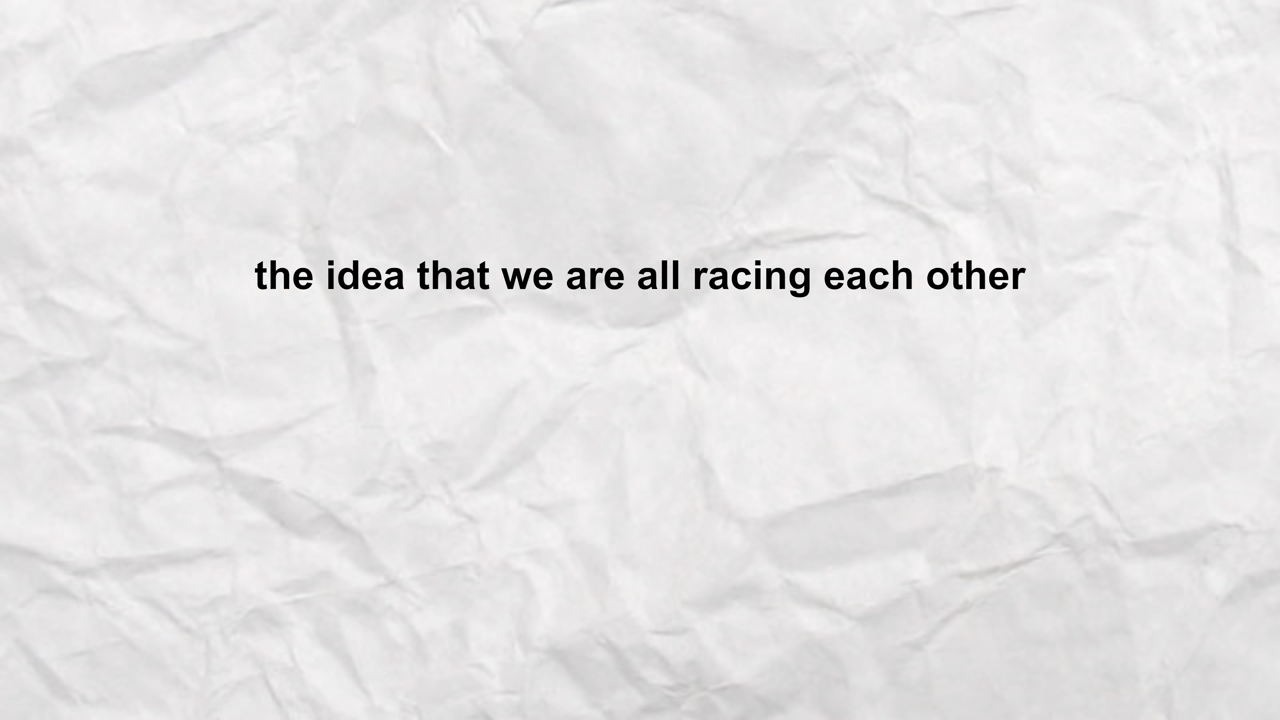 the idea that we are all racing each other